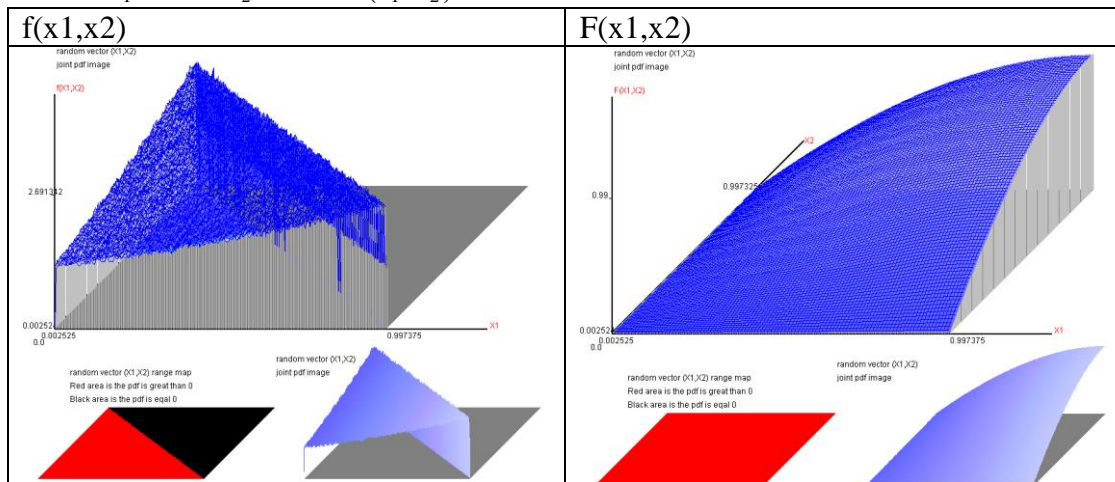 f(x1,x2)
F(x1,x2)
random vector (X1,X2)
joint pdf image
f(X1,X2)
2.691342
0.00252
0.002525
0.0
0.997375
X1
random vector (X1,X2) range map
Red area is the pdf is great than 0
Black area is the pdf is eqal 0
random vector (X1,X2)
joint pdf image
random vector (X1,X2)
joint pdf image
F(X1,X2)
X2
0.997325
0.99
0.00252
0.002525
0.0
0.997375
X1
random vector (X1,X2) range map
Red area is the pdf is great than 0
Black area is the pdf is eqal 0
random vector (X1,X2)
joint pdf image